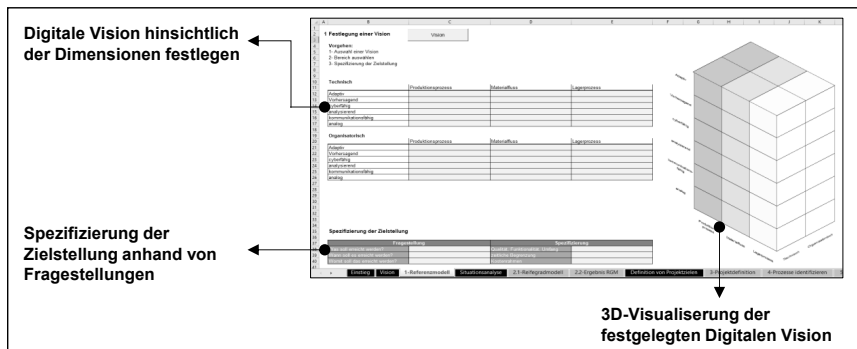 Digitale Vision hinsichtlich
der Dimensionen festlegen
Spezifizierung der
Zielstellung anhand von
Fragestellungen
1 Festlegung einer Vision
Vision
Vorgehen:
1- Auswahl einer Vision
2- Bereich auswählen
3- Spezifizierung der Zielstellung
Technisch
Produktionsprozess Materialfluss Lagerprozess
Adaptiv
Vorhersagend
cyberfähig
analysierend
kommunikationsfähig
analog
Organisatorisch
Produktionsprozess Materialfluss Lagerprozess
Adaptiv
Vorhersagend
cyberfähig
analysierend
kommunikationsfähig
analog
Spezifizierung der Zielstellung
Fragestellung Spezifizierung
Einstieg Vision 1-Referenzmodell Situationsanalyse 2.1-Reifegradmodell 2.2-Ergebnis RGM Definition von Projektzielen 3-Projektdefinition 4-Prozesse identifizieren
3D-Visualiserung der
festgelegten Digitalen Vision